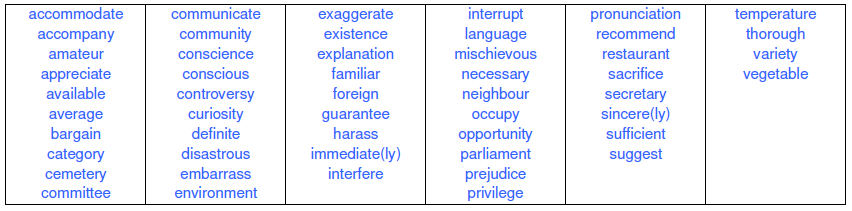 accommodate communicate exaggerate interrupt pronunciation temperature
accompany community existence language recommend thorough
amateur conscience explanation mischievous restaurant variety
appreciate conscious familiar necessary sacrifice vegetable
available controversy foreign neighbour secretary
average curiosity guarantee occupy sincere(ly)
bargain definite harass opportunity sufficient
category disastrous immediate(ly) parliament suggest
cemetery embarrass interfere prejudice
committee environment privilege